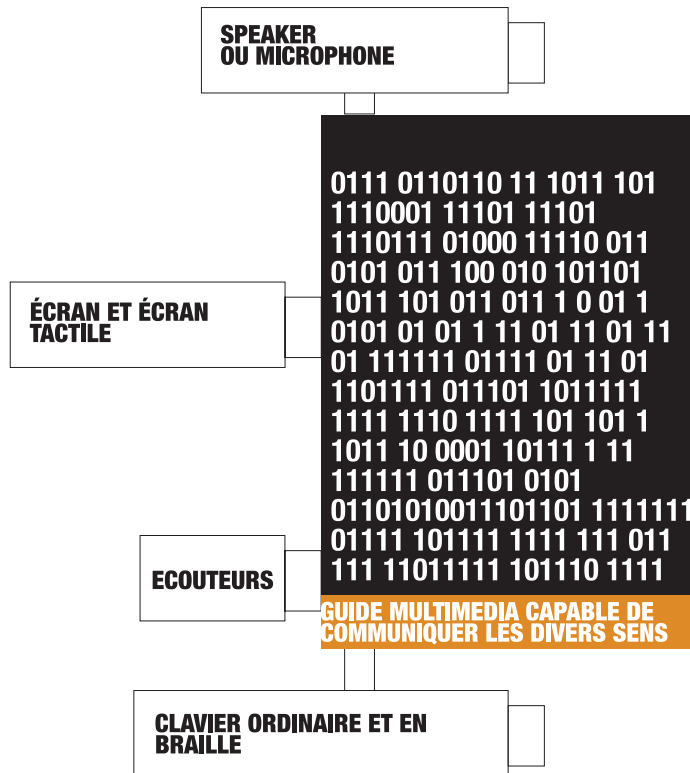 SPEAKER
OU MICROPHONE
0111 0110110 11 1011 101
1110001 11101 11101
1110111 01000 11110 011
0101 011 100 010 101101
1011 101 011 011 1 0 01 1
0101 01 01 1 11 01 11 01 11
01 111111 01111 01 11 01
1101111 011101 1011111
1111 1110 1111 101 101 1
1011 10 0001 10111 1 11
111111 011101 0101
01101010011101101 1111111
01111 101111 1111 111 011
111 11011111 101110 1111
ÉCRAN ET ÉCRAN
TACTILE
ECOUTEURS
GUIDE MULTIMEDIA CAPABLE DE
COMMUNIQUER LES DIVERS SENS
CLAVIER ORDINAIRE ET EN
BRAILLE